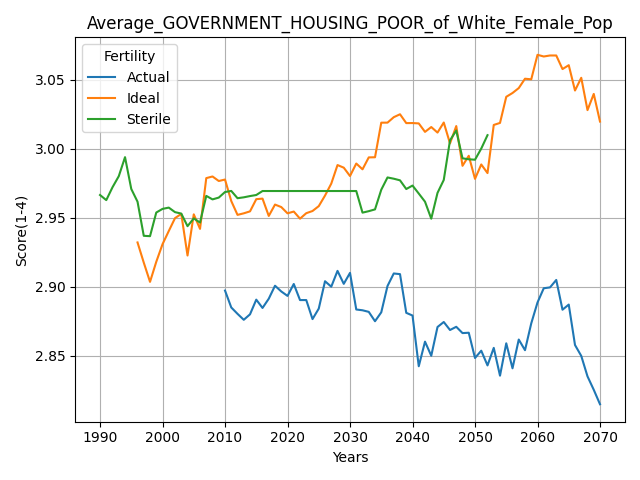 Average_GOVERNMENT_HOUSING_POOR_of_White_Female_Pop
Fertility
Actual
Ideal
Sterile
Score(1-4)
3.05
3.00
2.95
2.90
2.85
1990 2000 2010 2020 2030 2040 2050 2060 2070
Years